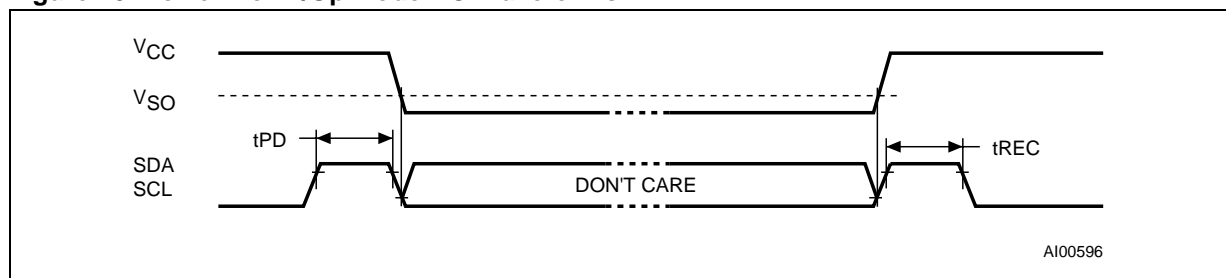 VCC
VSO
tPD
tREC
SDA
SCL
DON'T CARE
AI00596